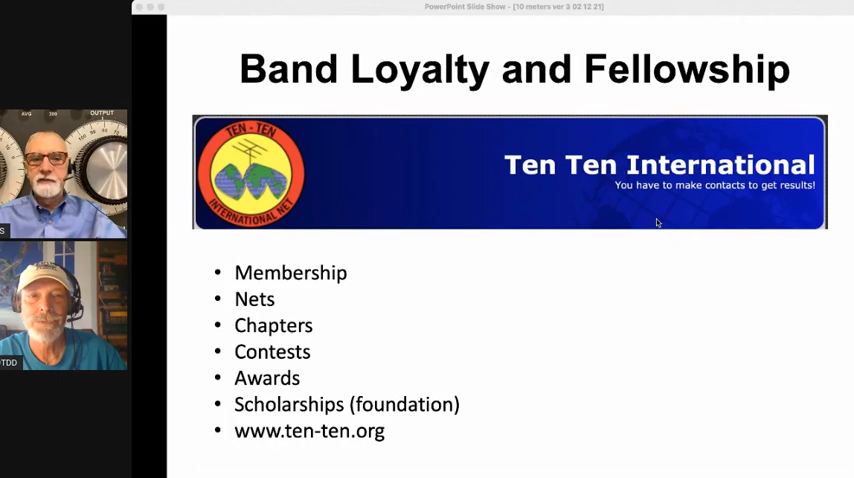 PowerPoint Slide Show - [10 meters ver 3 02 12 21]
Band Loyalty and Fellowship
TEN-TEN
INTERNATIONAL NET
Ten Ten International
You have to make contacts to get results!
AVG
300
OUTPUT
S
TDD
• Membership
• Nets
• Chapters
• Contests
• Awards
• Scholarships (foundation)
• www.ten-ten.org